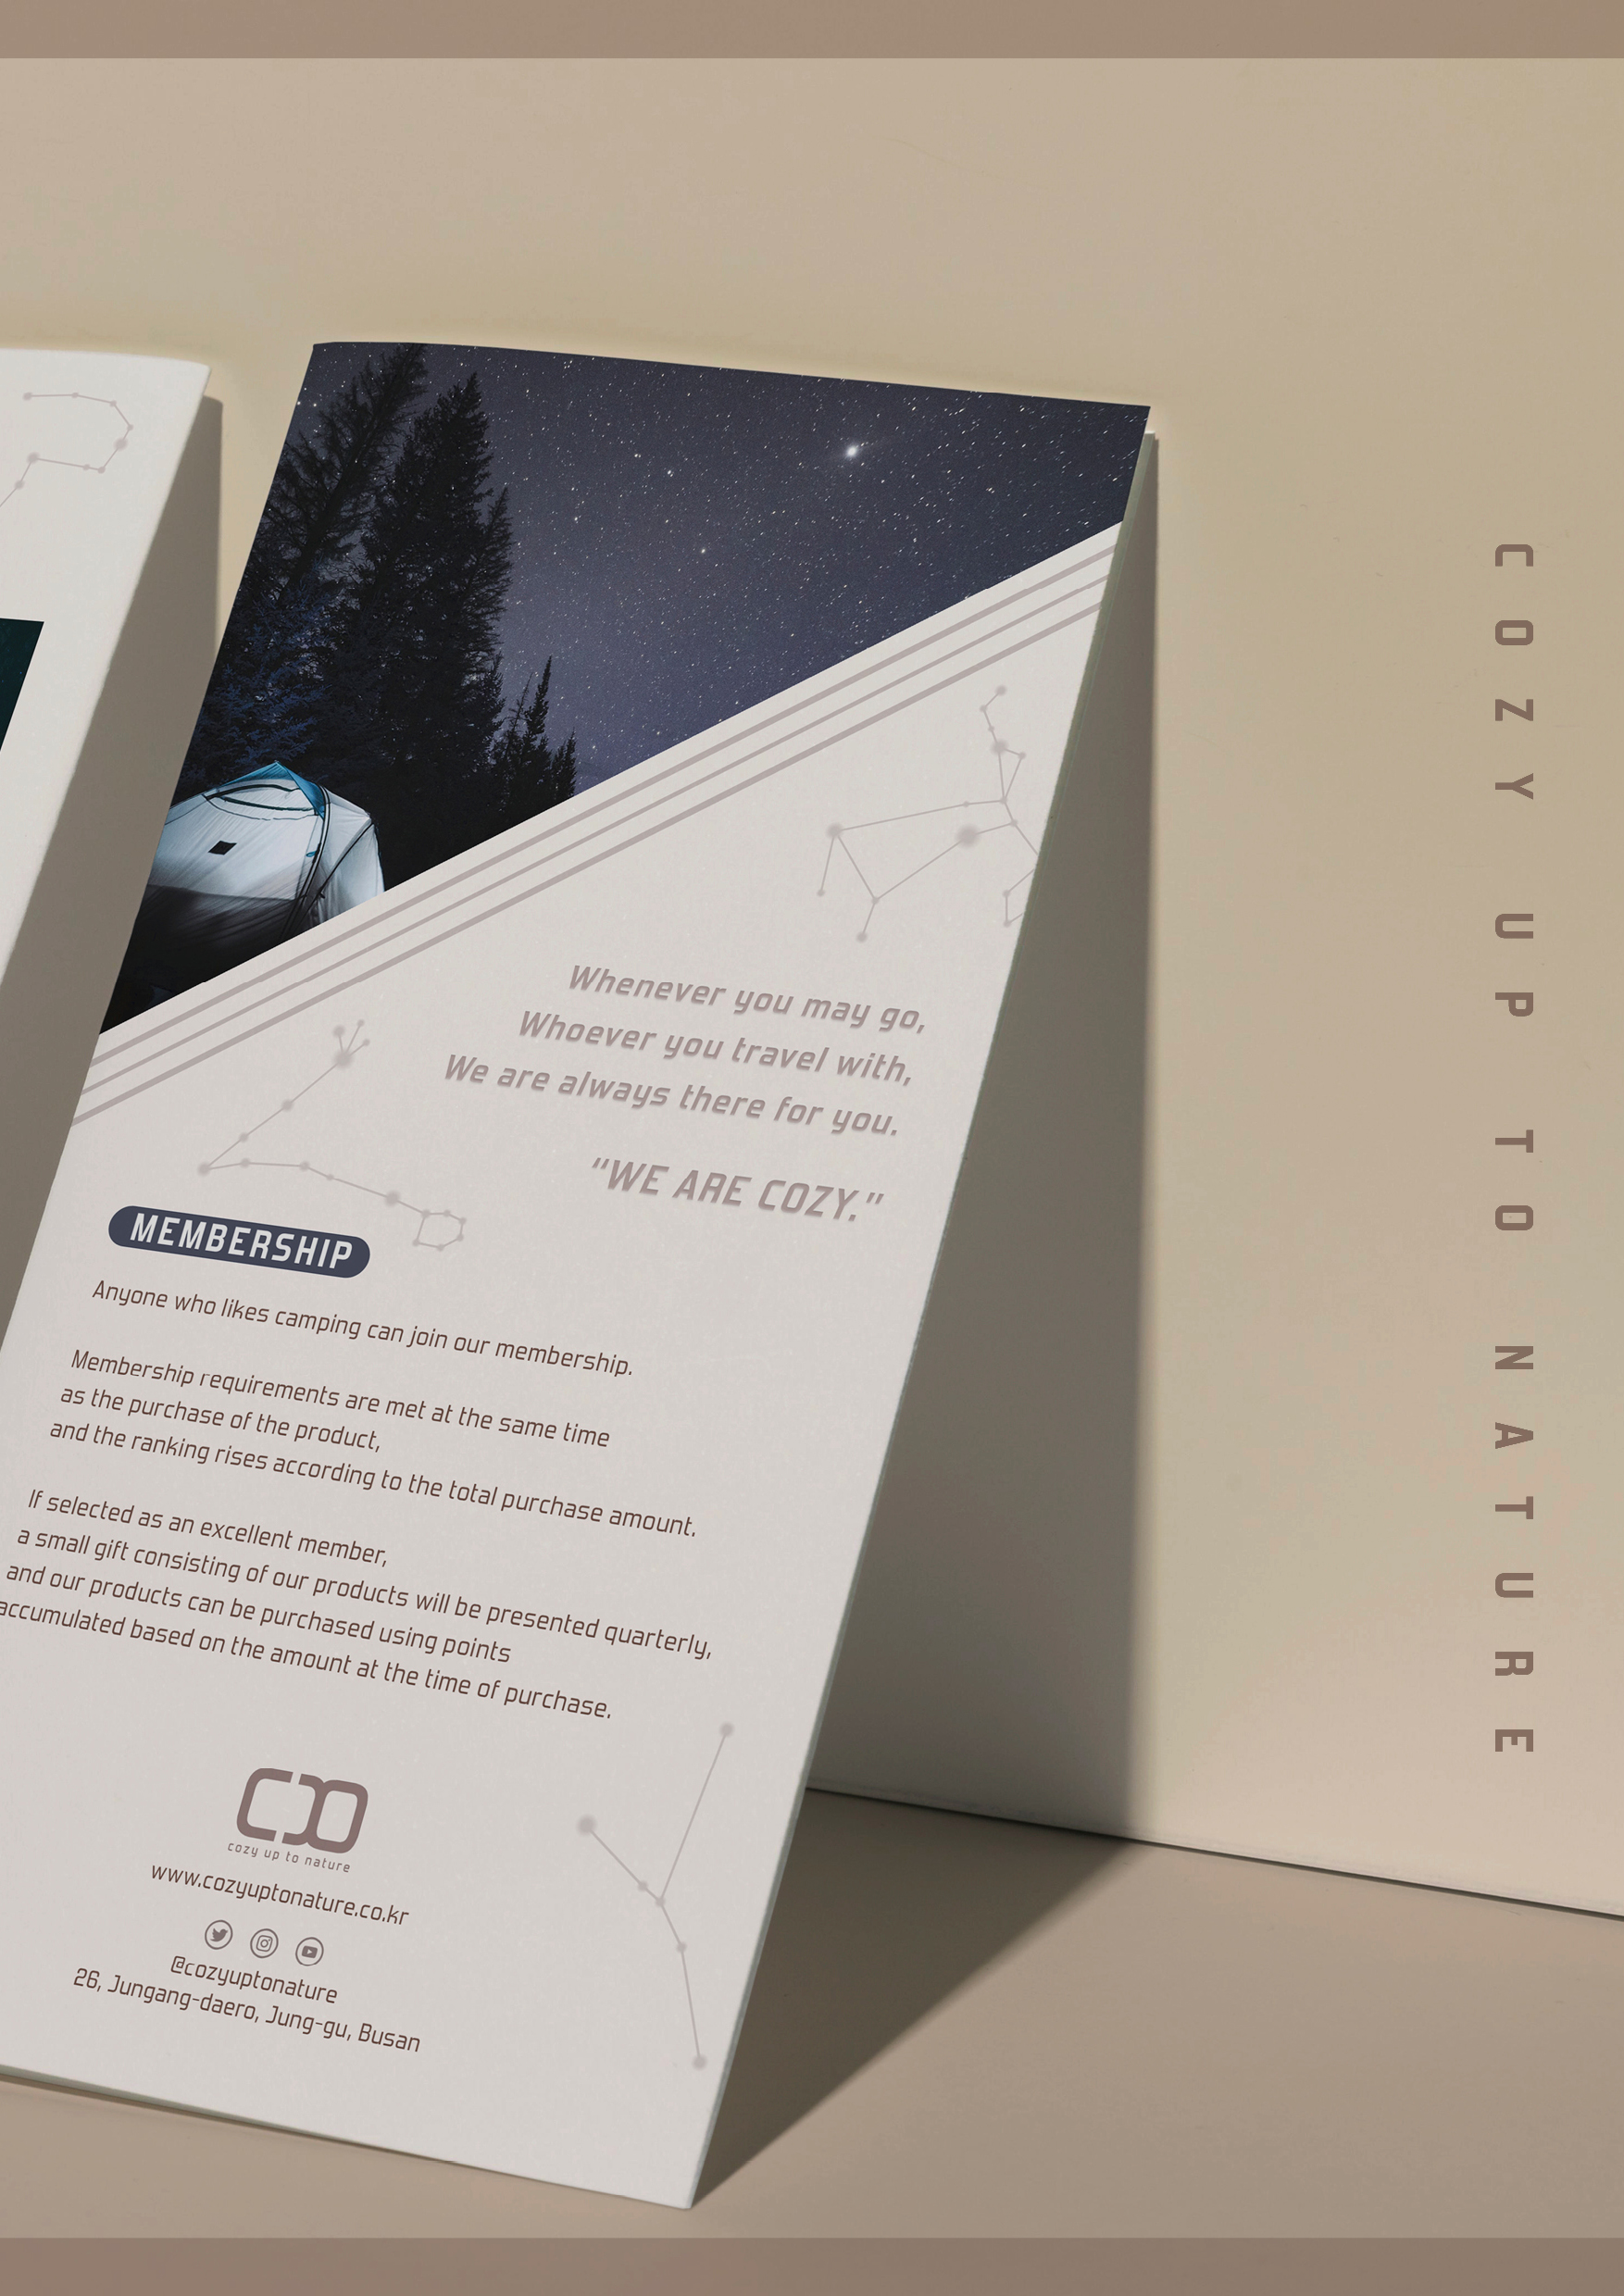 Whenever you may go,
Whoever you travel with,
We are always there for you.
"WE ARE COZY."
MEMBERSHIP
Anyone who likes camping can join our membership.
Membership requirements are met at the same time
as the purchase of the product,
and the ranking rises according to the total purchase amount.
If selected as an excellent member,
a small gift consisting of our products will be presented quarterly,
and our products can be purchased using points
accumulated based on the amount at the time of purchase.
CO
cozy up to nature
www.cozyuptonature.co.kr
@cozyuptonature
26, Jungang-daero, Jung-gu, Busan
COZY UP TO NATURE